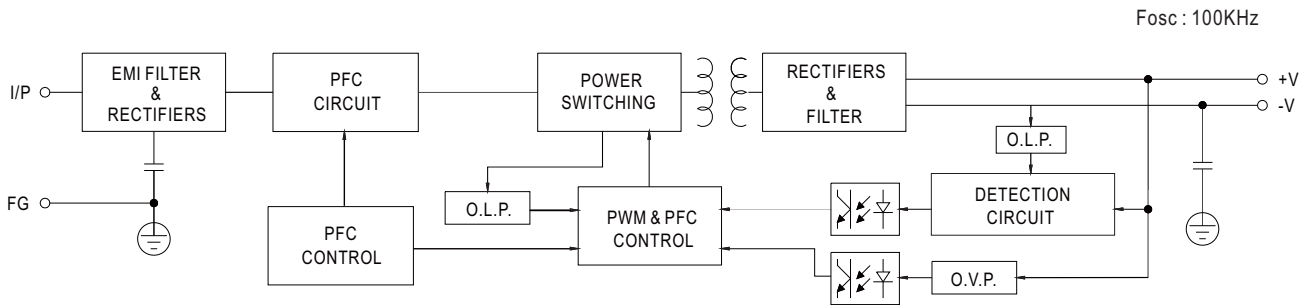 Fosc : 100KHz
I/P
EMI FILTER
&
RECTIFIERS
PFC
CIRCUIT
POWER
SWITCHING
RECTIFIERS
&
FILTER
+V
-V
O.L.P.
DETECTION
CIRCUIT
FG
O.L.P.
PFC
CONTROL
PWM & PFC
CONTROL
O.V.P.